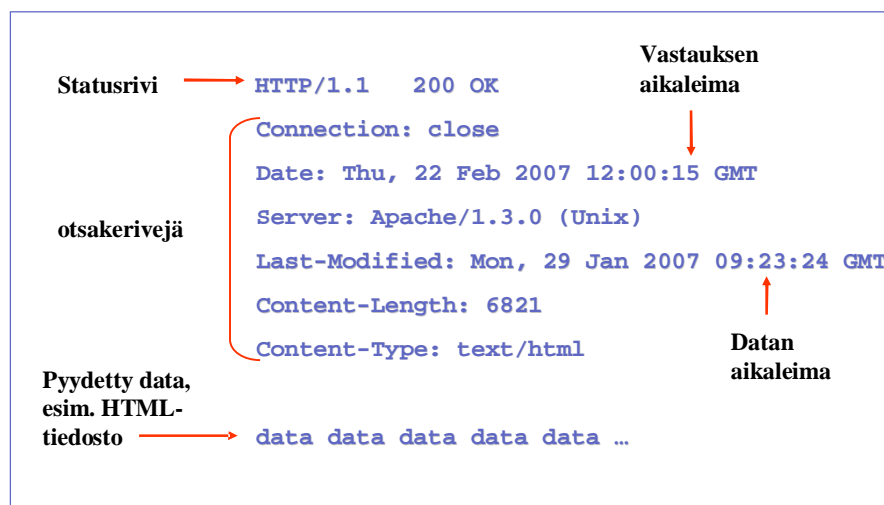 Vastauksen
aikaleima
Statusrivi
HTTP/1.1 200 OK
Connection: close
Date: Thu, 22 Feb 2007 12:00:15 GMT
Server: Apache/1.3.0 (Unix)
otsakerivejä
Last-Modified: Mon, 29 Jan 2007 09:23:24 GMT
Content-Length: 6821
Content-Type: text/html
Datan
aikaleima
Pyydetty data,
esim. HTML-
tiedosto
data data data data data …